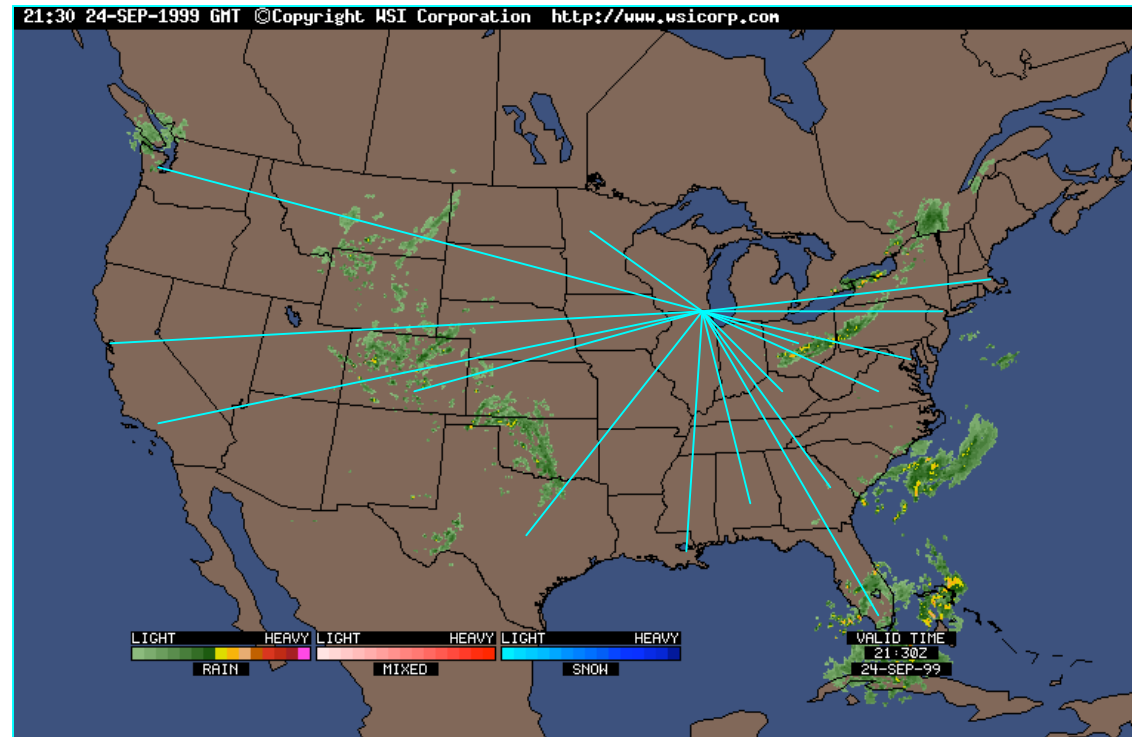 21:30 24-SEP-1999 GMT ©Copyright WSI Corporation http://www.wsicorp.com
LIGHT HEAVY
RAIN
LIGHT HEAVY
MIXED
LIGHT HEAVY
SNOW
VALID TIME
21:30Z
24-SEP-99